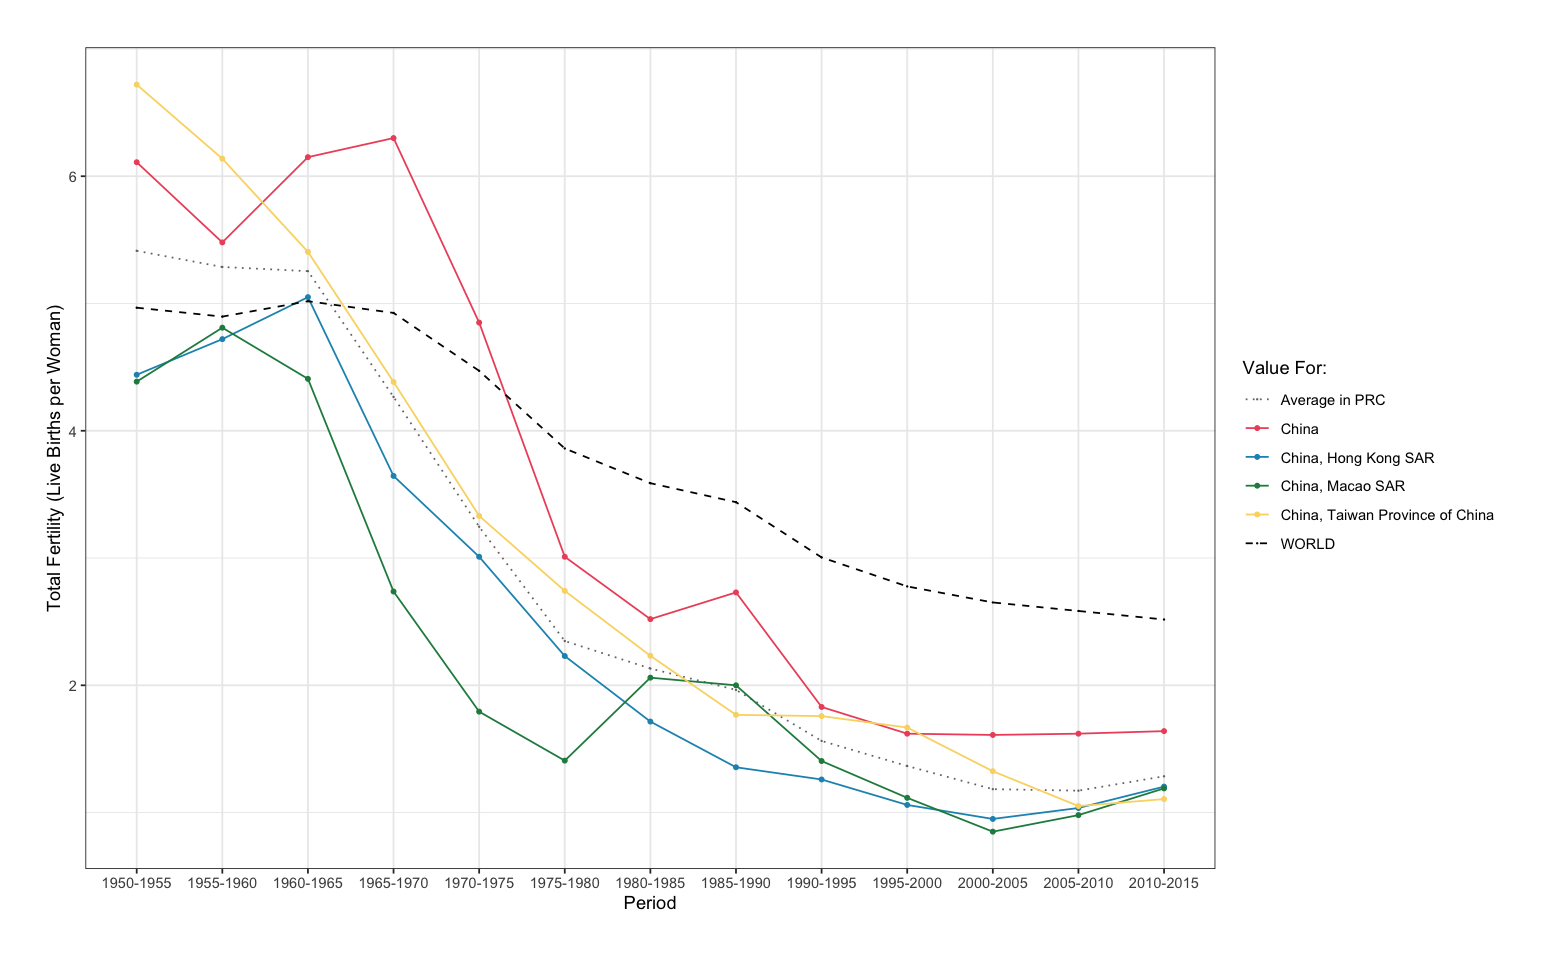 6
4
2
Total Fertility (Live Births per Woman)
1950-1955 1955-1960 1960-1965 1965-1970 1970-1975 1975-1980 1980-1985 1985-1990 1990-1995 1995-2000 2000-2005 2005-2010 2010-2015
Period
Value For:
Average in PRC
China
China, Hong Kong SAR
China, Macao SAR
China, Taiwan Province of China
WORLD